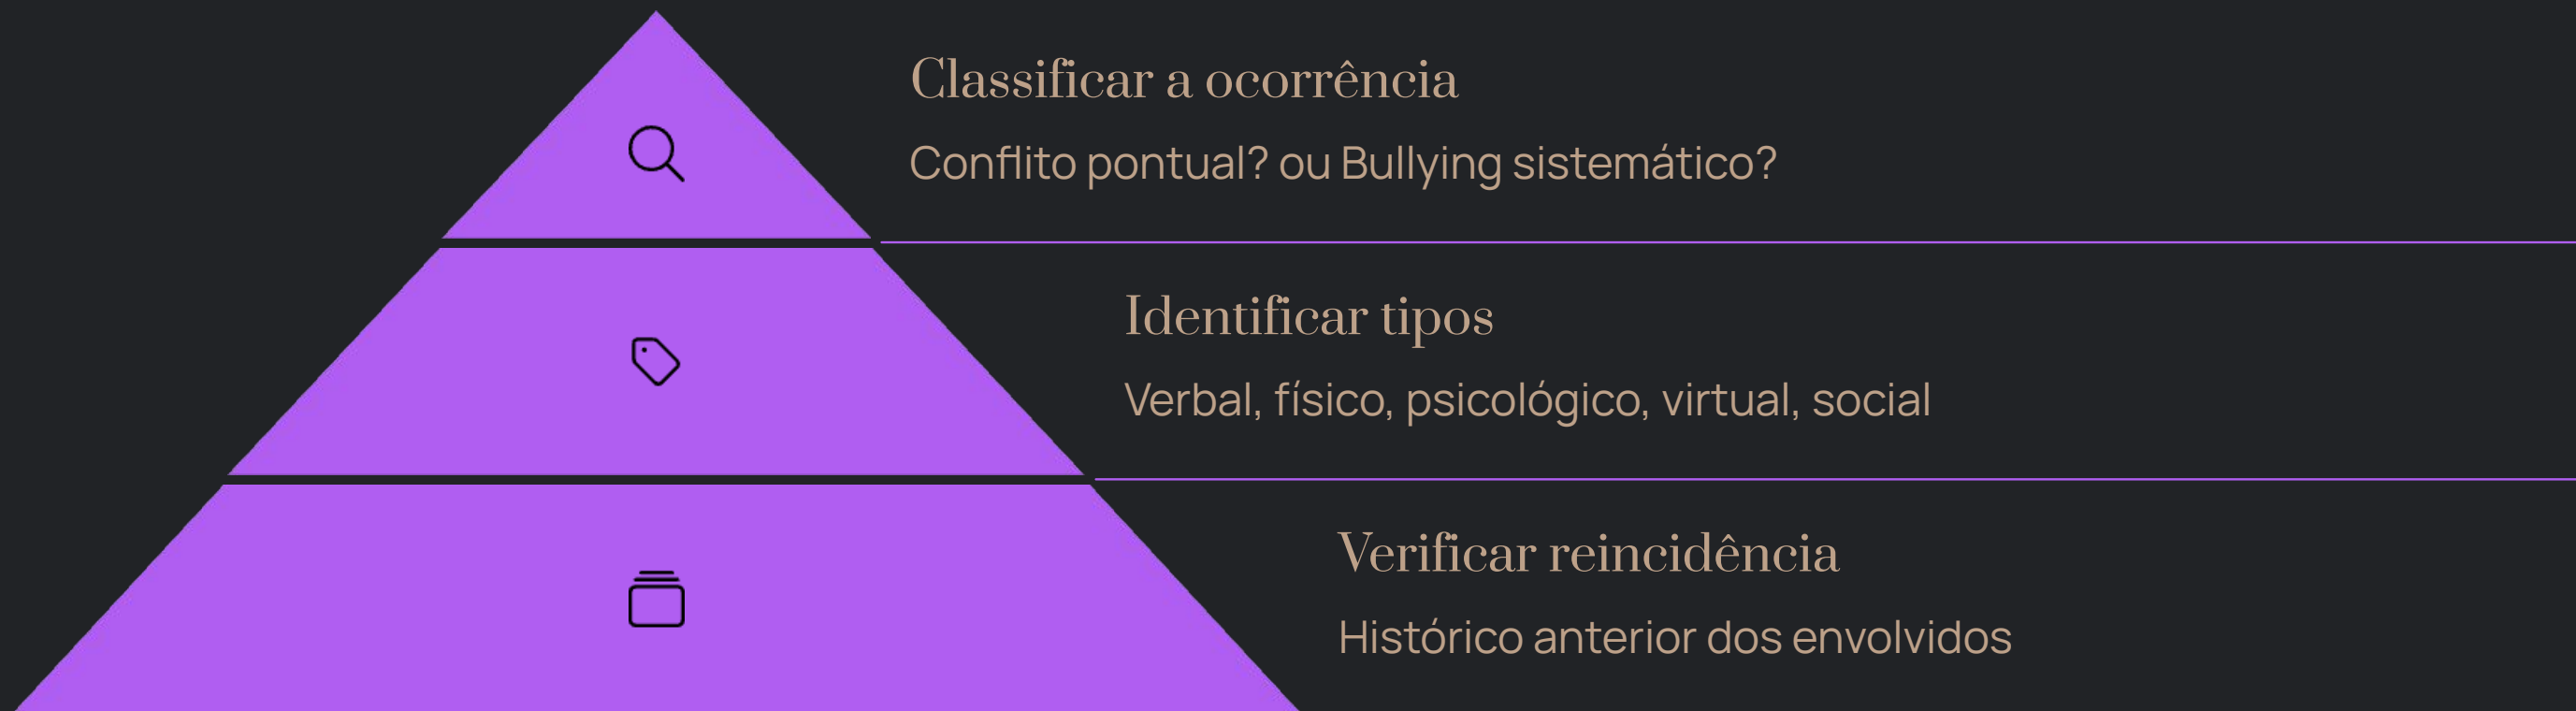 Classificar a ocorrência
Conflito pontual? ou Bullying sistemático?
Identificar tipos
Verbal, físico, psicológico, virtual, social
Verificar reincidência
Histórico anterior dos envolvidos